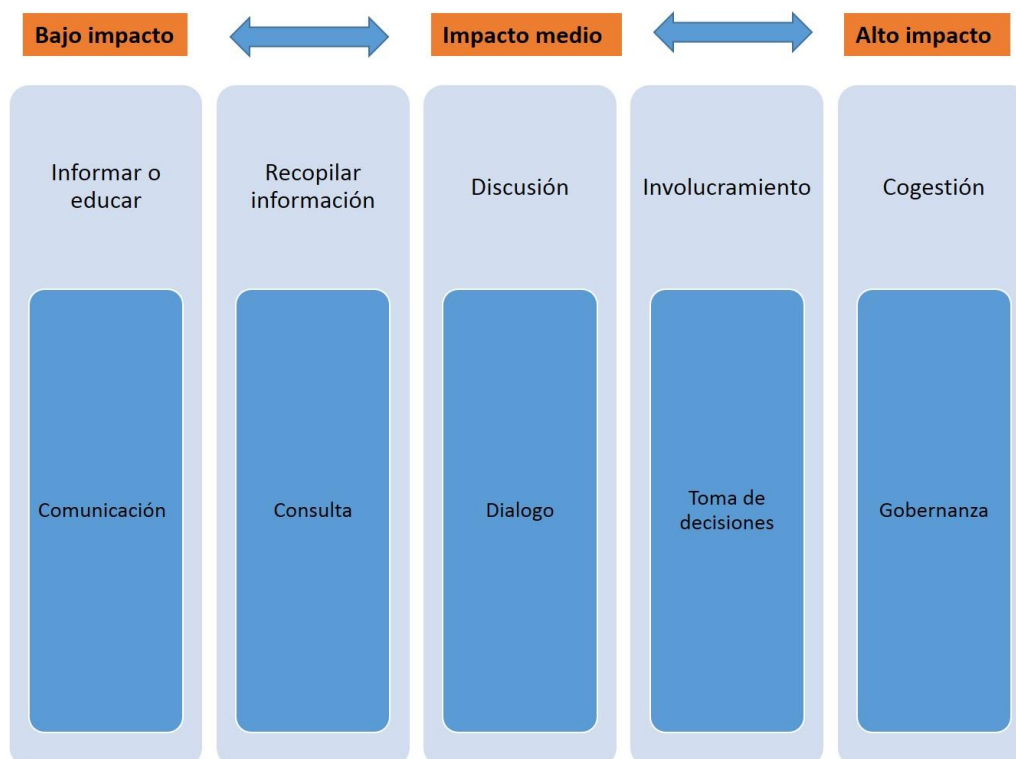 Bajo impacto
Impacto medio
Alto impacto
Informar o
educar
Recopilar
información
Discusión
Involucramiento
Cogestión
Comunicación
Consulta
Dialogo
Toma de
decisiones
Gobernanza